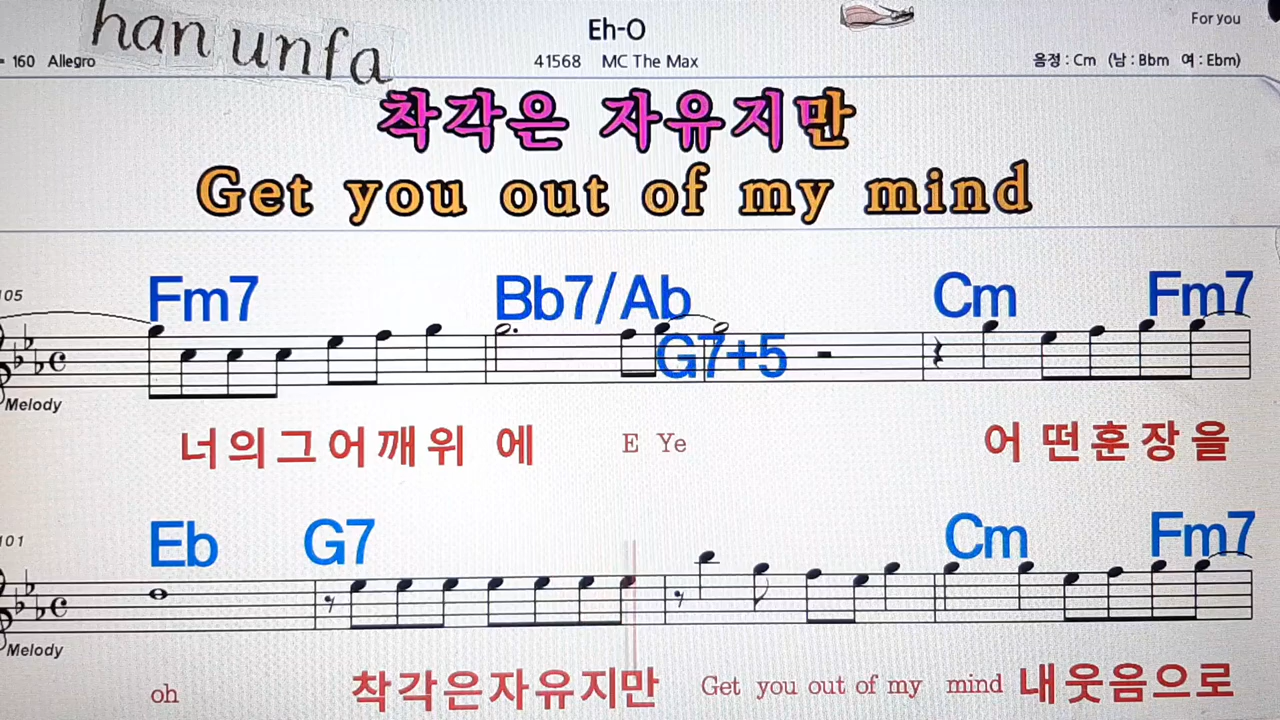 han unfa
Eh-O
For you
= 160 Allegro
41568 MC The Max
음정 : Cm (남 : Bbm 여 : Ebm)
착각은 자유지만
Get you out of my mind
105
Fm7 Bb7/Ab G7+5 Cm Fm7
Melody
너의그어깨위 에 E Ye 어 떤훈장을
101
Eb G7 Cm Fm7
Melody
oh 착각은자유지만 Get you out of my mind 내웃음으로